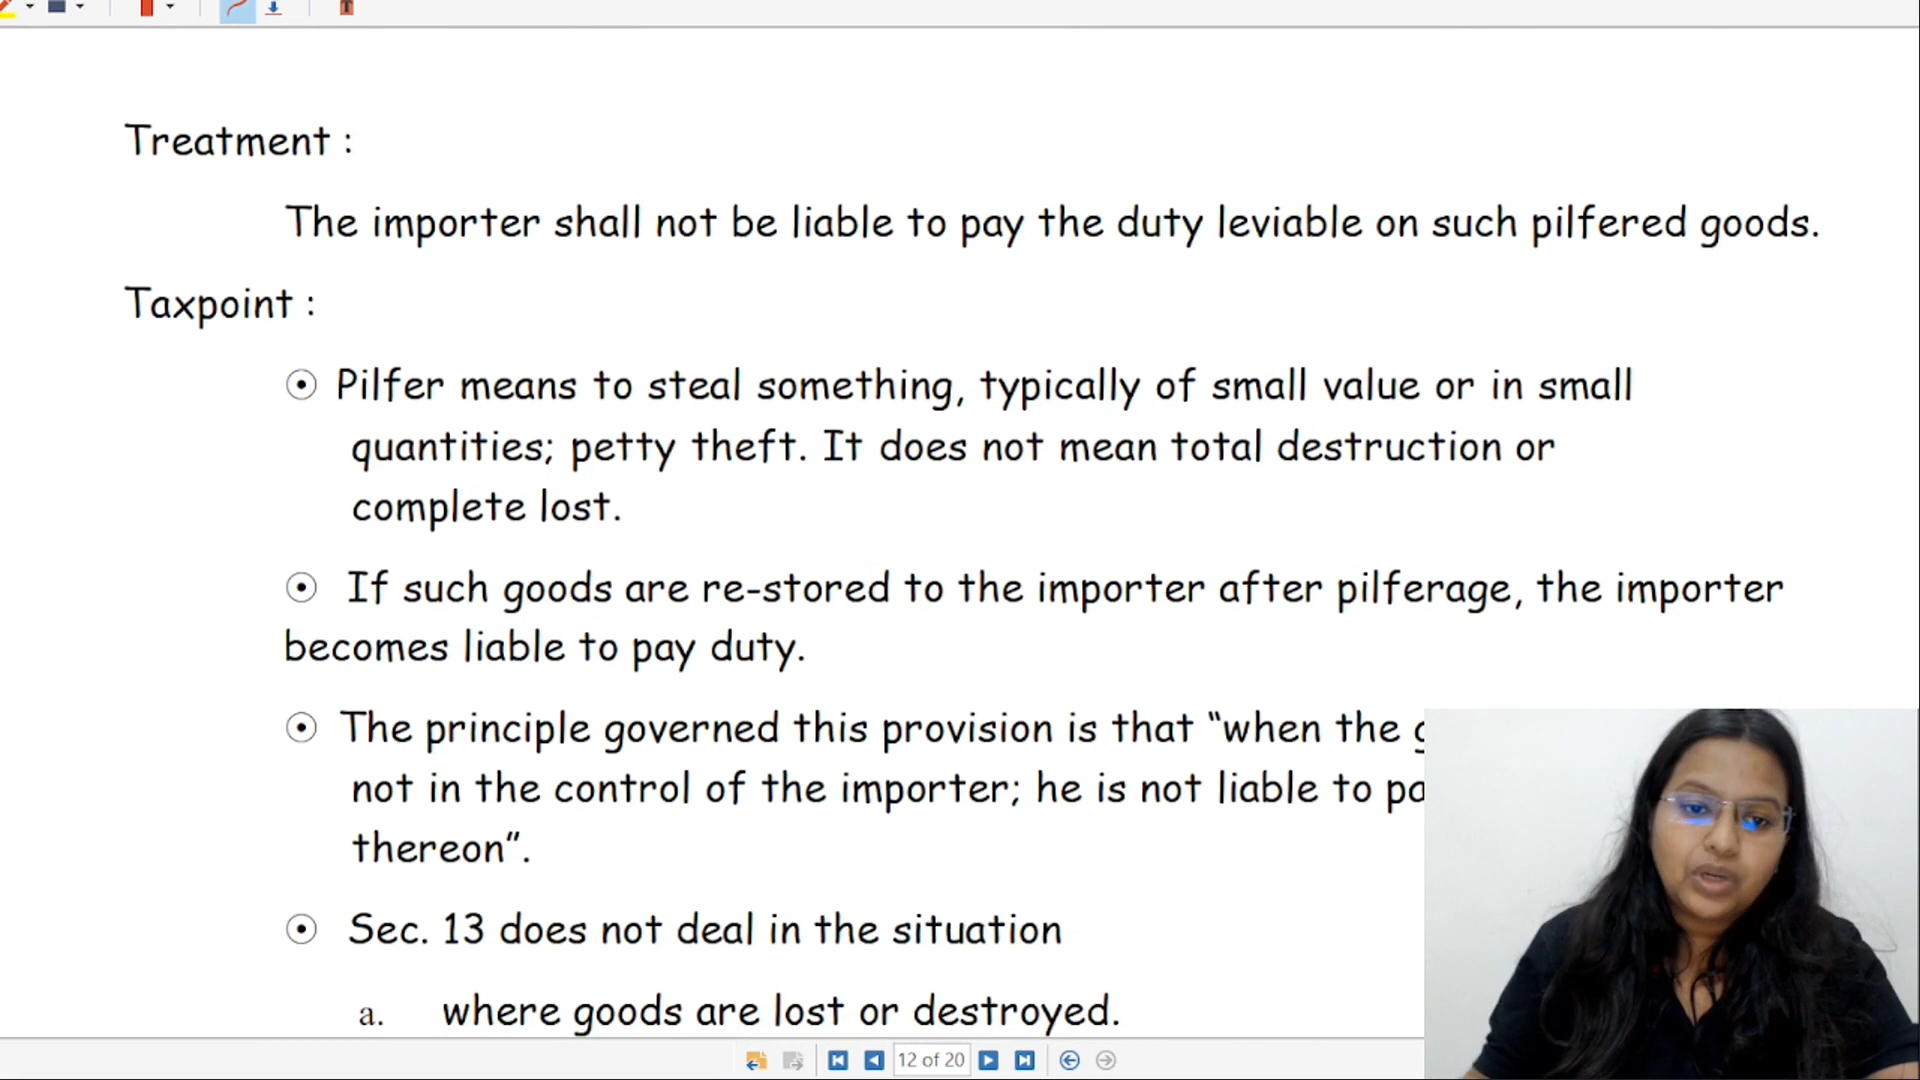 T
Treatment :
The importer shall not be liable to pay the duty leviable on such pilfered goods.
Taxpoint :
Pilfer means to steal something, typically of small value or in small
quantities; petty theft. It does not mean total destruction or
complete lost.
If such goods are re-stored to the importer after pilferage, the importer
becomes liable to pay duty.
The principle governed this provision is that “when the
not in the control of the importer; he is not liable to
thereon”.
Sec. 13 does not deal in the situation
a. where goods are lost or destroyed.
12 of 20